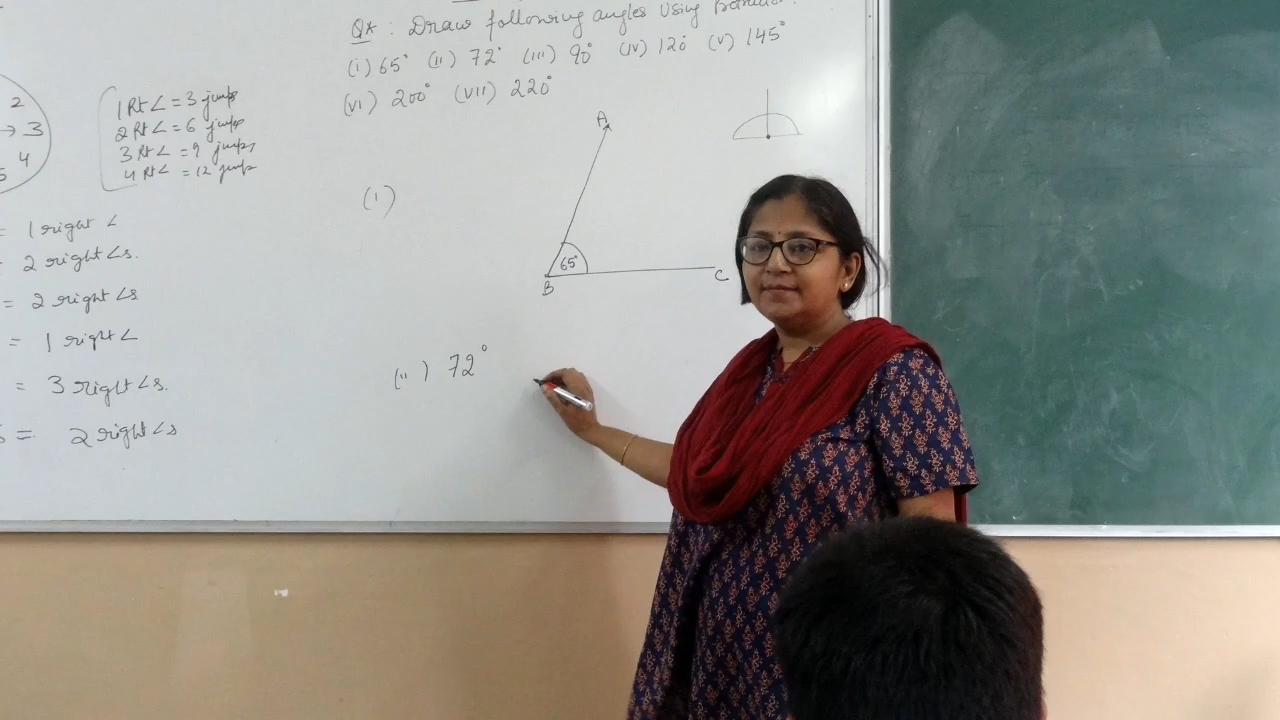 Q* : Draw following angles using
(i) 65° (ii) 72° (iii) 90° (iv) 120° (v) 145°
(vi) 200° (vii) 220°
2
→ 3
4
5
1 Rt ∠ = 3 jumps
2 Rt ∠ = 6 jumps
3 Rt ∠ = 9 jumps
4 Rt ∠ = 12 jumps
= 1 right ∠
2 right ∠s.
= 2 right ∠s
= 1 right ∠
= 3 right ∠s.
= 2 right ∠s
(i)
A
65°
B
C
(ii) 72°